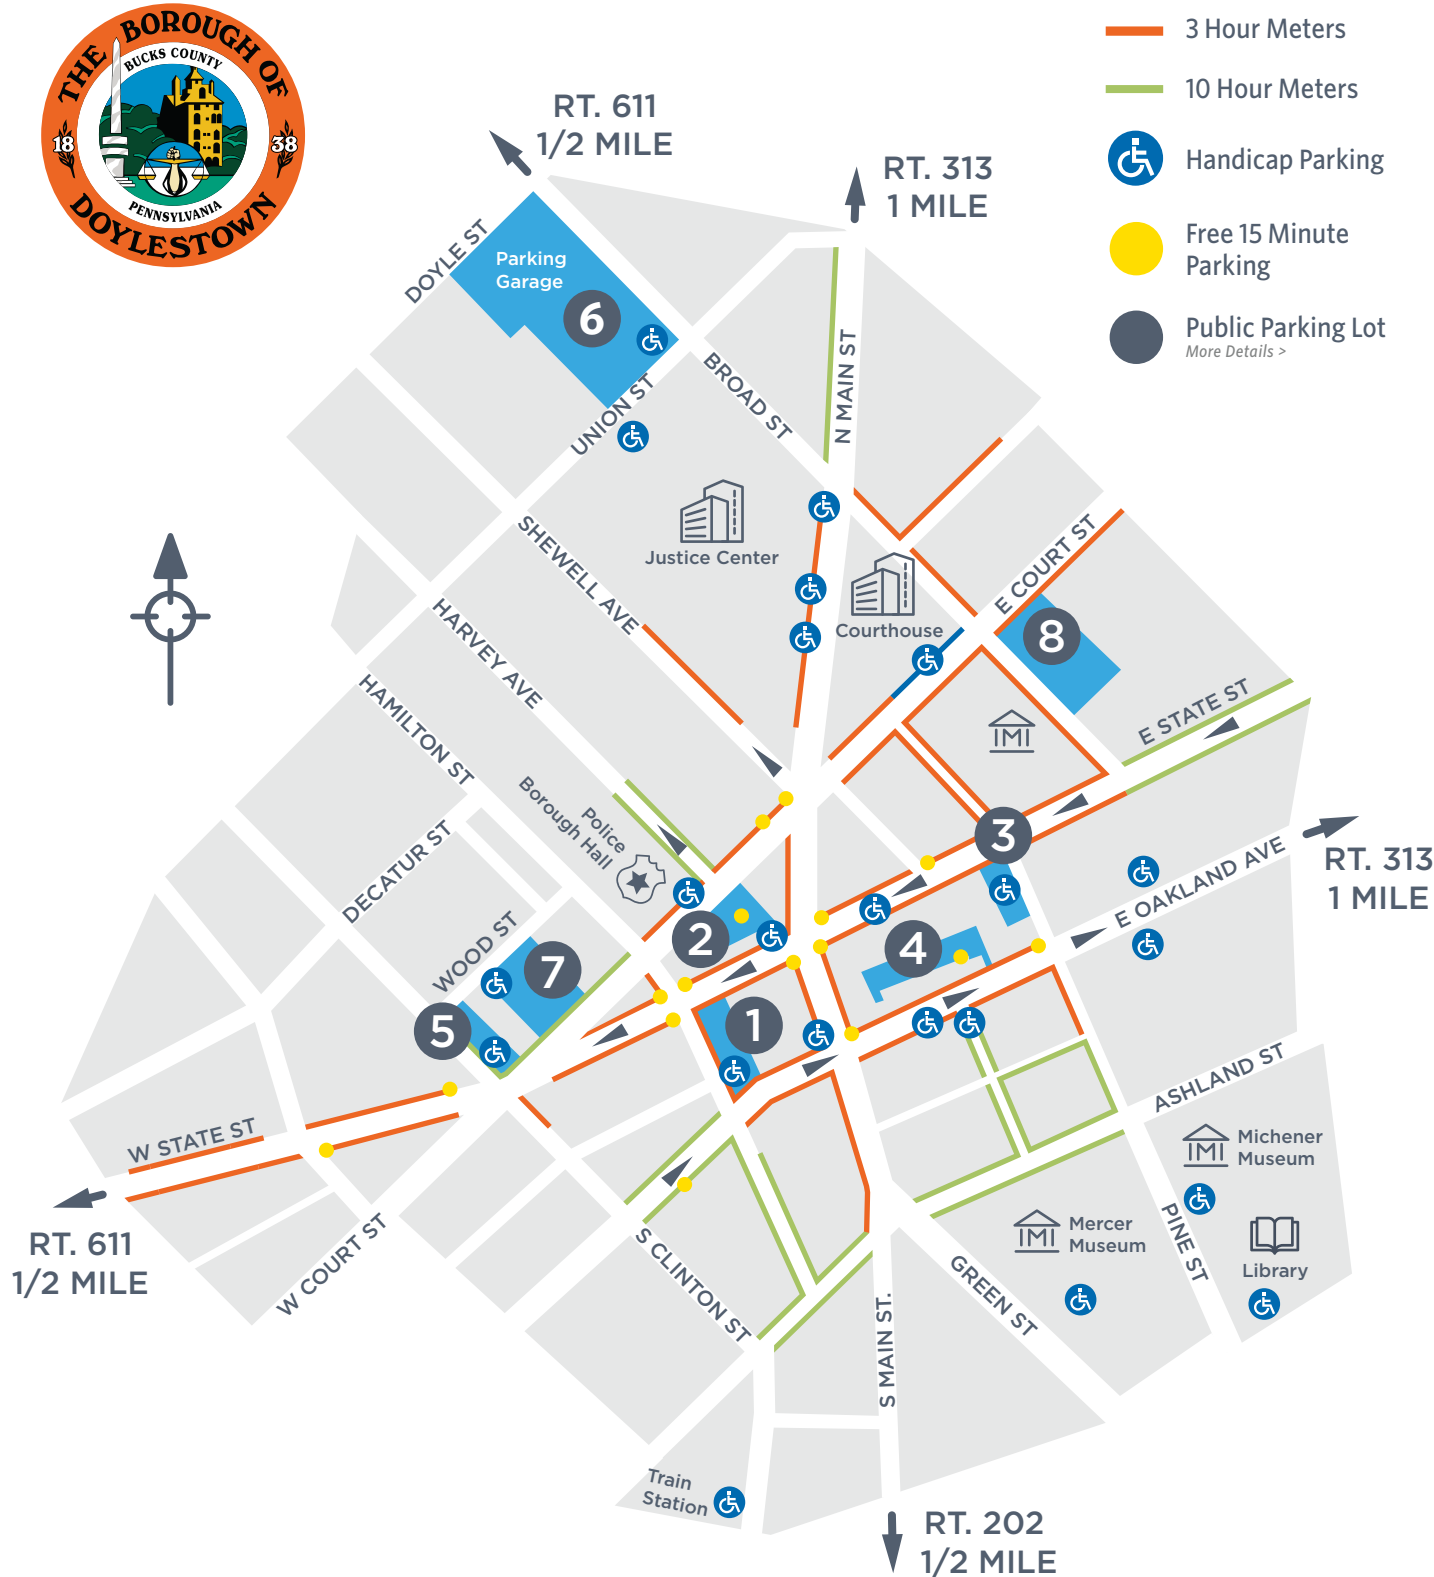 THE BOROUGH OF
BUCKS COUNTY
18 38
PENNSYLVANIA
DOYLESTOWN
3 Hour Meters
10 Hour Meters
Handicap Parking
Free 15 Minute
Parking
Public Parking Lot
More Details >
RT. 611
1/2 MILE
RT. 313
1 MILE
DOYLE ST
Parking
Garage
6
UNION ST
BROAD ST
N MAIN ST
Justice Center
SHEWELL AVE
Courthouse
E COURT ST
8
HARVEY AVE
HAMILTON ST
E STATE ST
Police
Borough Hall
DECATUR ST
3
RT. 313
1 MILE
E OAKLAND AVE
WOOD ST
2
4
7
5
1
ASHLAND ST
W STATE ST
Michener
Museum
RT. 611
1/2 MILE
W COURT ST
S CLINTON ST
Mercer
Museum
PINE ST
Library
GREEN ST
S MAIN ST.
Train
Station
RT. 202
1/2 MILE